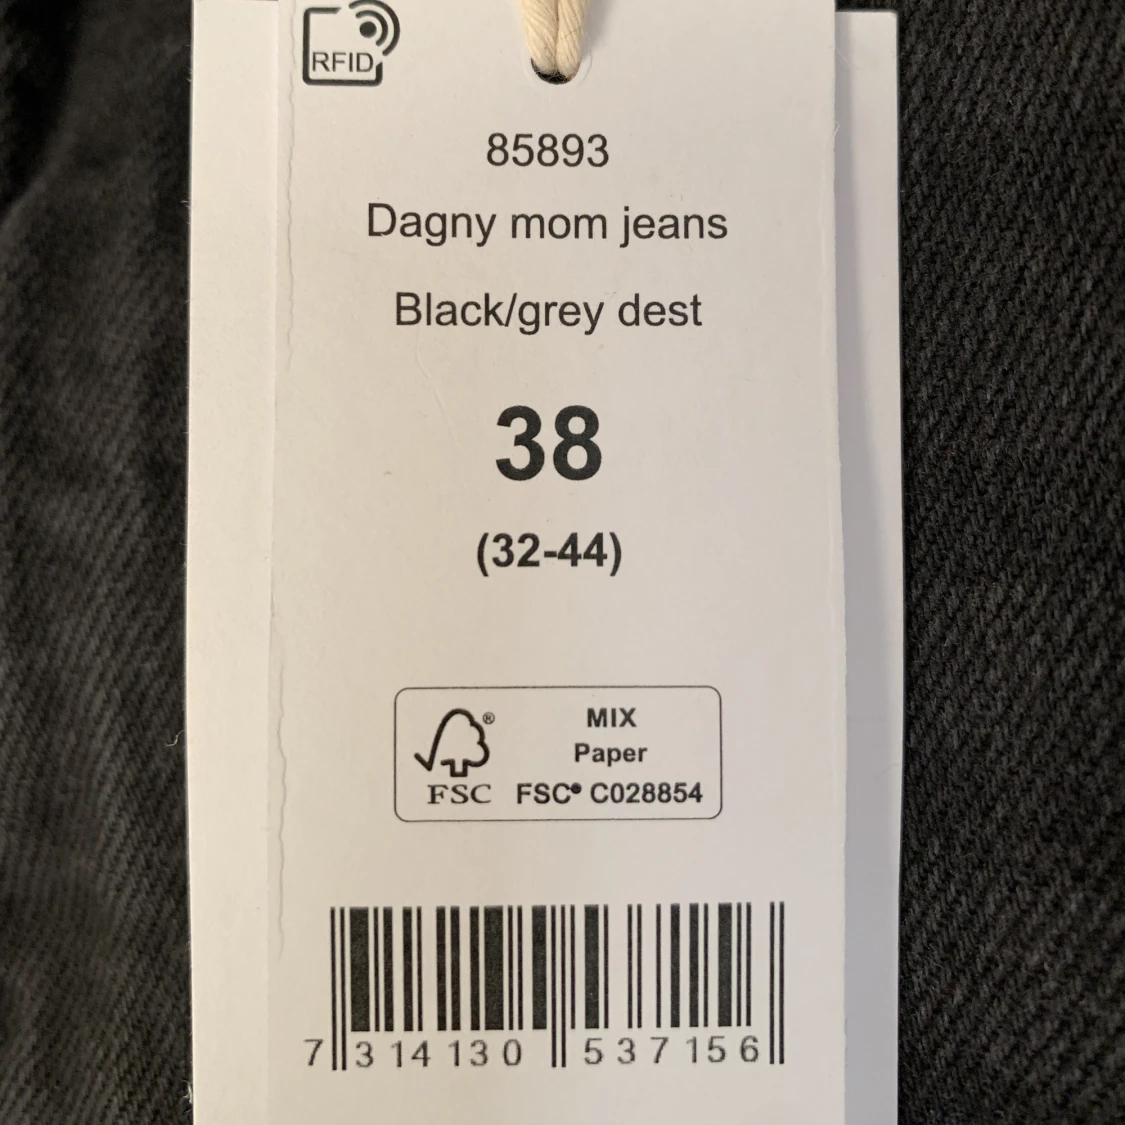 RFID
85893
Dagny mom jeans
Black/grey dest
38
(32-44)
MIX
Paper
FSC® C028854
®
FSC
7 314130 537156